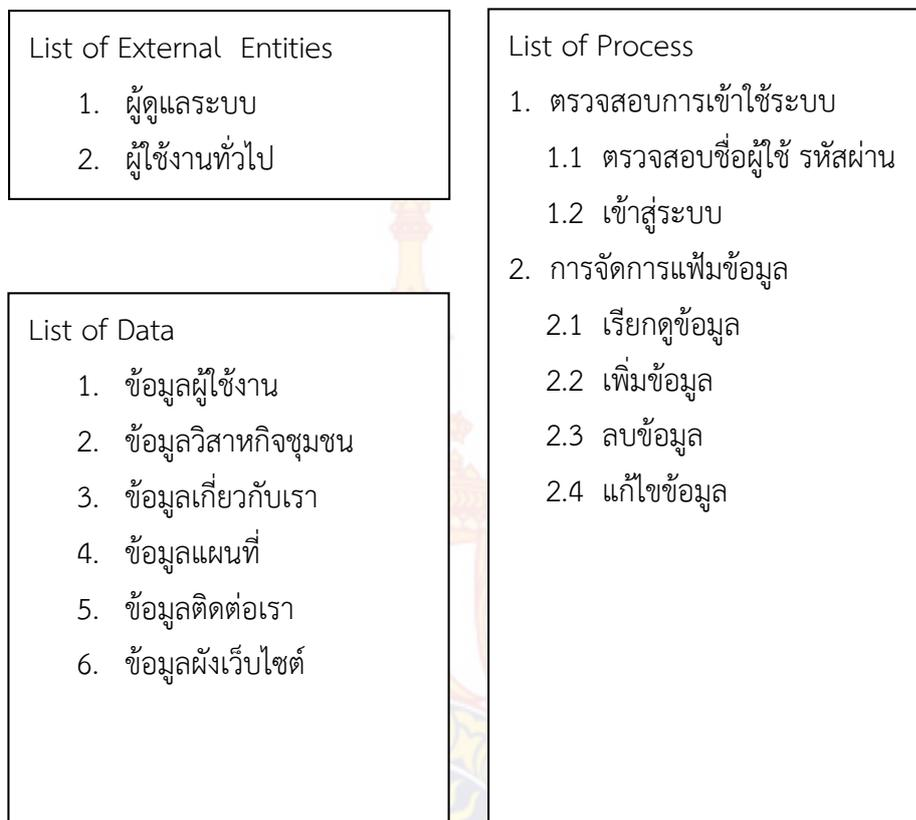 List of External Entities
1. ผู้ดูแลระบบ
2. ผู้ใช้งานทั่วไป
List of Data
1. ข้อมูลผู้ใช้งาน
2. ข้อมูลวิสาหกิจชุมชน
3. ข้อมูลเกี่ยวกับเรา
4. ข้อมูลแผนที่
5. ข้อมูลติดต่อเรา
6. ข้อมูลผังเว็บไซต์
List of Process
1. ตรวจสอบการเข้าใช้ระบบ
1.1 ตรวจสอบชื่อผู้ใช้ รหัสผ่าน
1.2 เข้าสู่ระบบ
2. การจัดการแฟ้มข้อมูล
2.1 เรียกดูข้อมูล
2.2 เพิ่มข้อมูล
2.3 ลบข้อมูล
2.4 แก้ไขข้อมูล